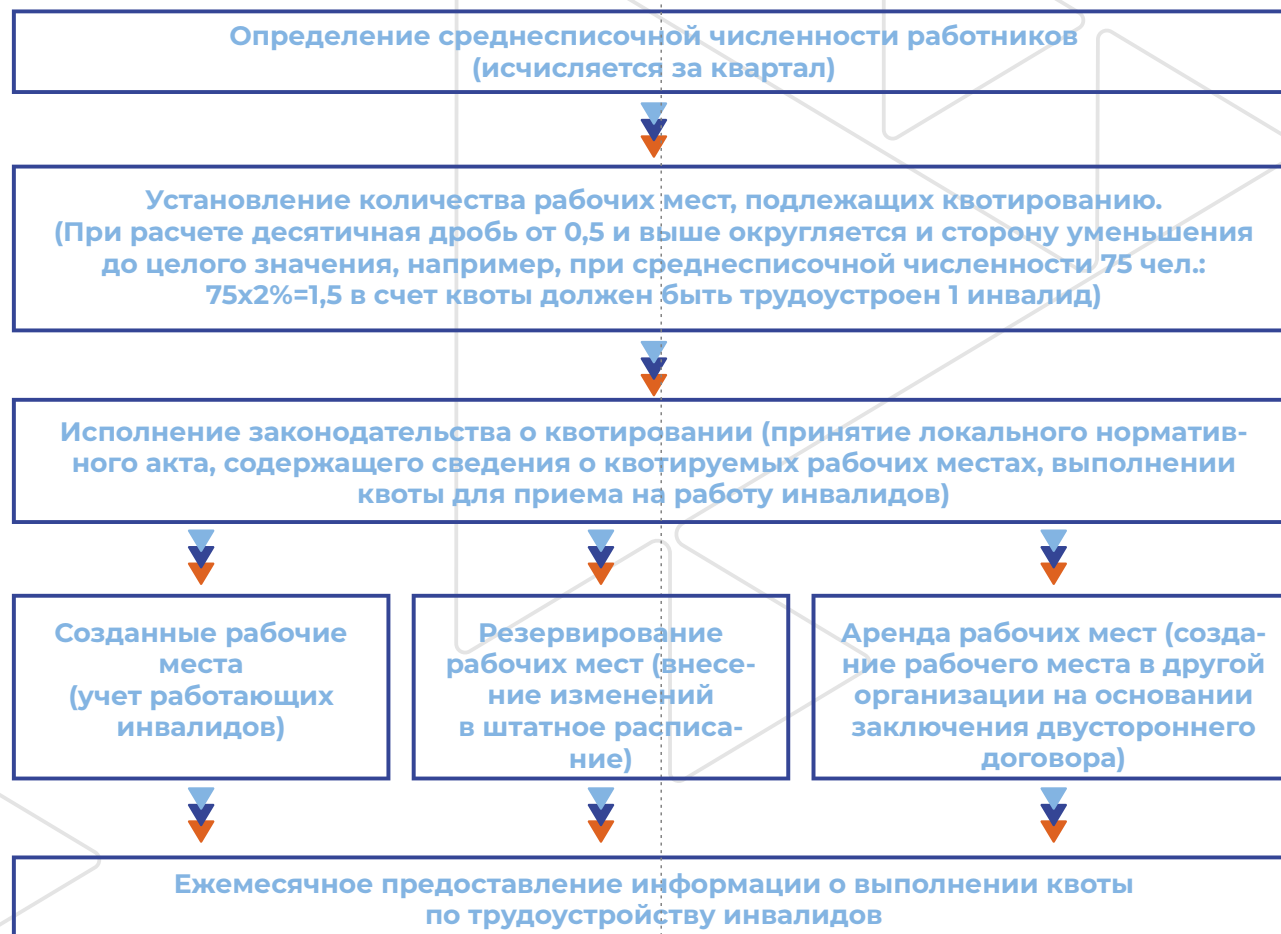 Определение среднесписочной численности работников
(исчисляется за квартал)
Установление количества рабочих мест, подлежащих квотированию.
(При расчете десятичная дробь от 0,5 и выше округляется и сторону уменьшения
до целого значения, например, при среднесписочной численности 75 чел.:
75х2%=1,5 в счет квоты должен быть трудоустроен 1 инвалид)
Исполнение законодательства о квотировании (принятие локального норматив-
ного акта, содержащего сведения о квотируемых рабочих местах, выполнении
квоты для приема на работу инвалидов)
Созданные рабочие
места
(учет работающих
инвалидов)
Резервирование
рабочих мест (внесе-
ние изменений
в штатное расписа-
ние)
Аренда рабочих мест (созда-
ние рабочего места в другой
организации на основании
заключения двустороннего
договора)
Ежемесячное предоставление информации о выполнении квоты
по трудоустройству инвалидов